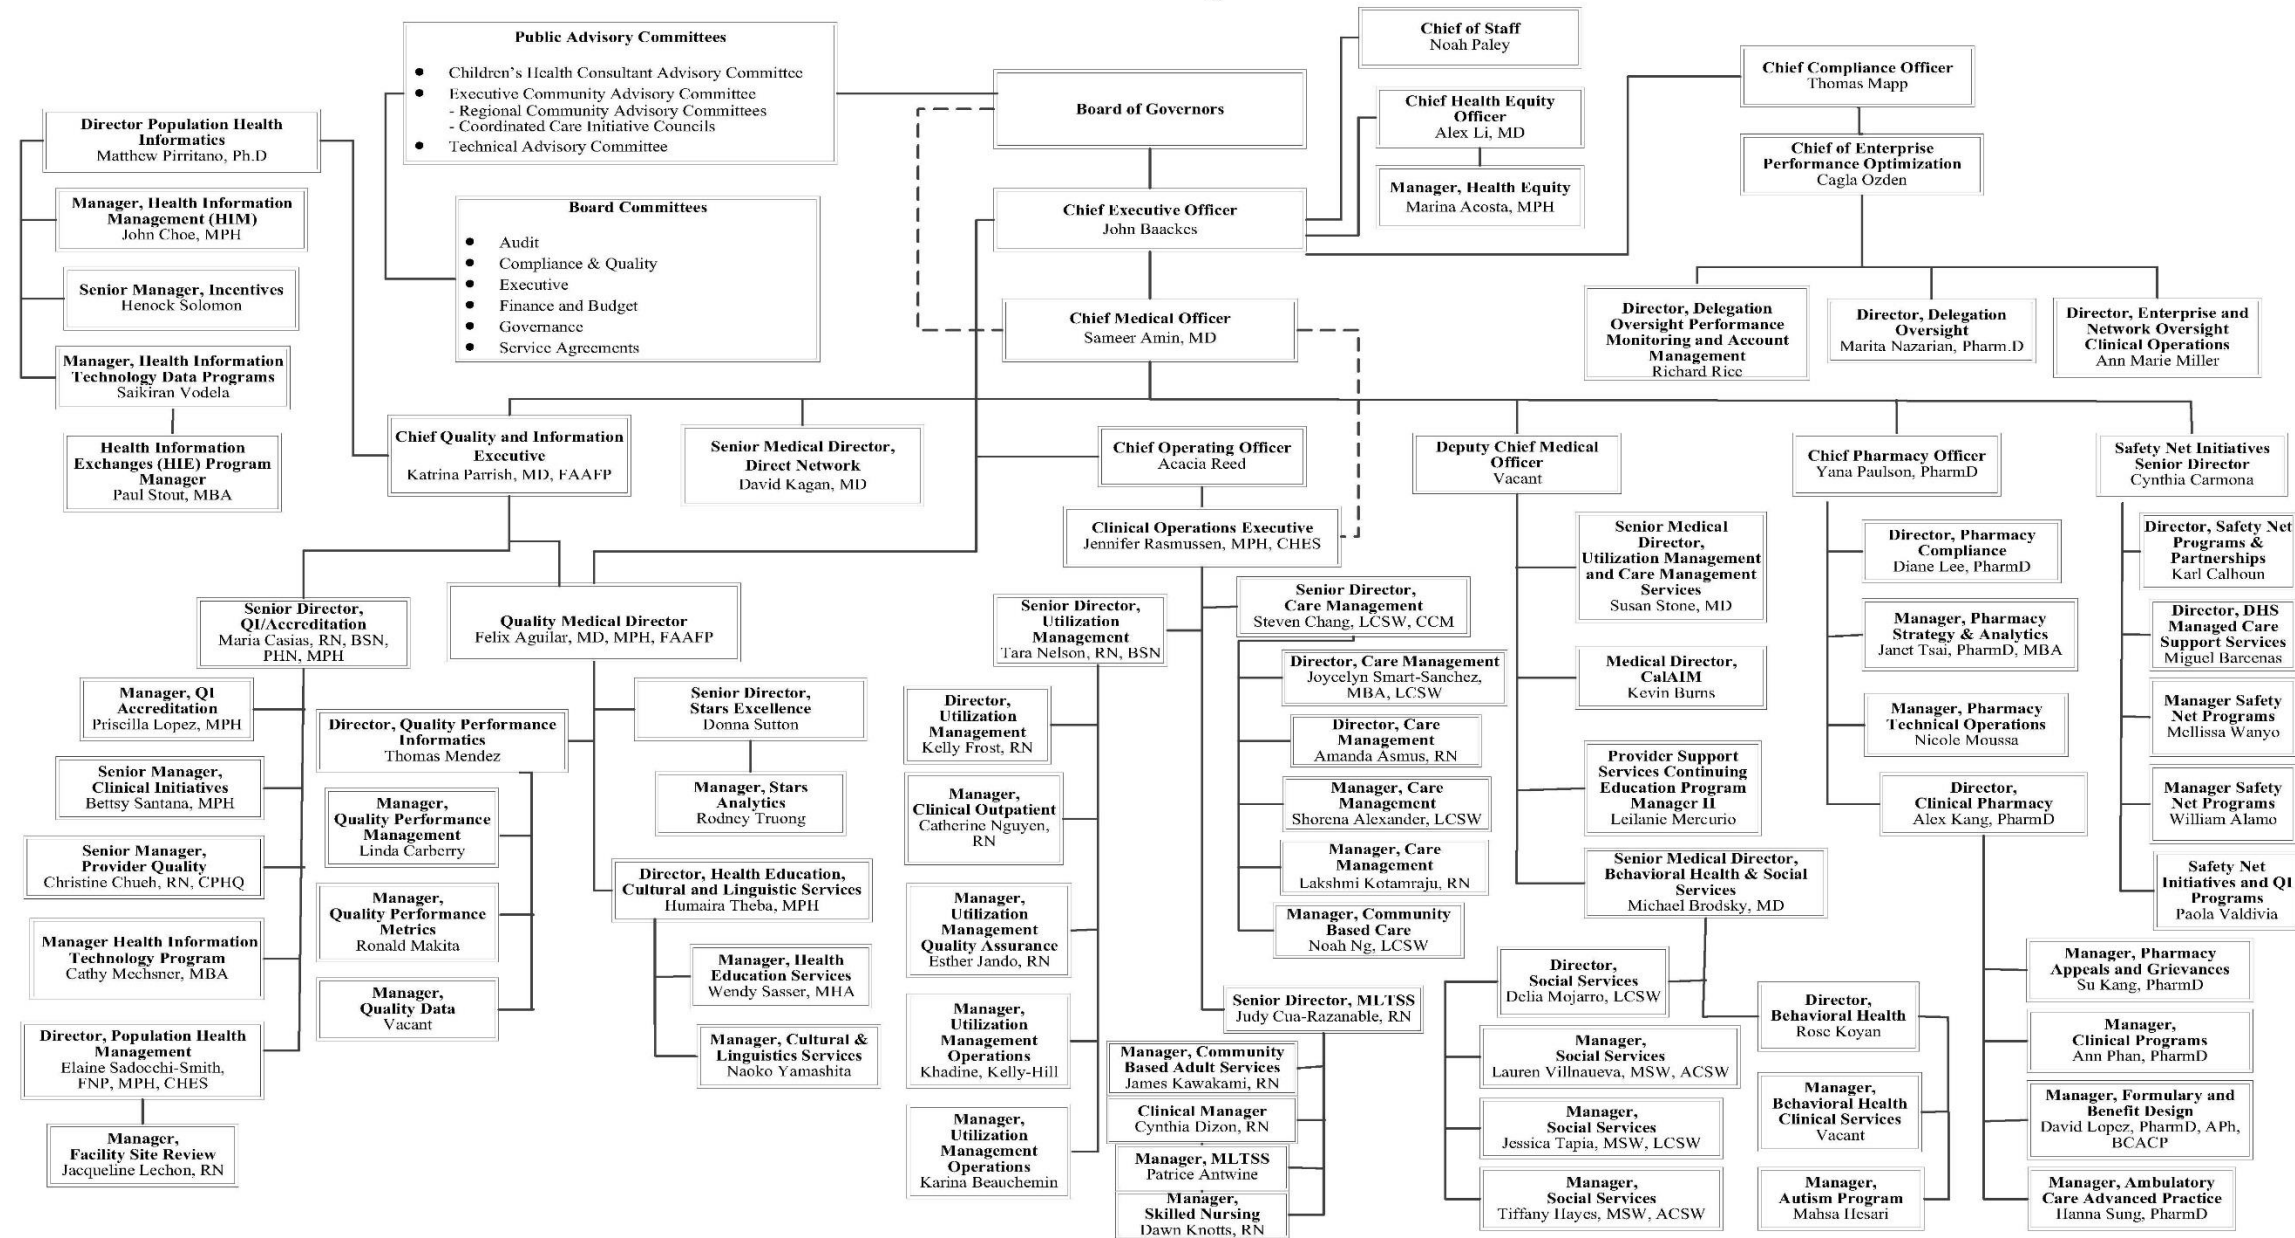 Public Advisory Committees
● Children's Health Consultant Advisory Committee
● Executive Community Advisory Committee
- Regional Community Advisory Committees
- Coordinated Care Initiative Councils
● Technical Advisory Committee
Board Committees
● Audit
● Compliance & Quality
● Executive
● Finance and Budget
● Governance
● Service Agreements
Board of Governors
Chief of Staff
Noah Paley
Chief Health Equity
Officer
Alex Li, MD
Manager, Health Equity
Marina Acosta, MPH
Chief Compliance Officer
Thomas Mapp
Chief of Enterprise
Performance Optimization
Cagla Ozden
Chief Executive Officer
John Baackes
Chief Medical Officer
Sameer Amin, MD
Director, Delegation
Oversight Performance
Monitoring and Account
Management
Richard Rice
Director, Delegation
Oversight
Marita Nazarian, Pharm.D
Director, Enterprise and
Network Oversight
Clinical Operations
Ann Marie Miller
Director Population Health
Informatics
Matthew Pirritano, Ph.D
Manager, Health Information
Management (HIM)
John Choe, MPH
Senior Manager, Incentives
Henock Solomon
Manager, Health Information
Technology Data Programs
Saikiran Vodela
Health Information
Exchanges (HIE) Program
Manager
Paul Stout, MBA
Chief Quality and Information
Executive
Katrina Parrish, MD, FAAFP
Senior Medical Director,
Direct Network
David Kagan, MD
Chief Operating Officer
Acacia Reed
Clinical Operations Executive
Jennifer Rasmussen, MPH, CHES
Deputy Chief Medical
Officer
Vacant
Chief Pharmacy Officer
Yana Paulson, PharmD
Safety Net Initiatives
Senior Director
Cynthia Carmona
Senior Director,
QI/Accreditation
Maria Casias, RN, BSN,
PHN, MPH
Manager, QI
Accreditation
Priscilla Lopez, MPH
Senior Manager,
Clinical Initiatives
Bettsy Santana, MPH
Senior Manager,
Provider Quality
Christine Chueh, RN, CPHQ
Manager Health Information
Technology Program
Cathy Mechsner, MBA
Director, Population Health
Management
Elaine Sadocchi-Smith,
FNP, MPH, CHES
Manager,
Facility Site Review
Jacqueline Lechon, RN
Quality Medical Director
Felix Aguilar, MD, MPH, FAAFP
Director, Quality Performance
Informatics
Thomas Mendez
Manager,
Quality Performance
Management
Linda Carberry
Manager,
Quality Performance
Metrics
Ronald Makita
Manager,
Quality Data
Vacant
Senior Director,
Stars Excellence
Donna Sutton
Manager, Stars
Analytics
Rodney Truong
Director, Health Education,
Cultural and Linguistic Services
Humaira Theba, MPH
Manager, Health
Education Services
Wendy Sasser, MHA
Manager, Cultural &
Linguistics Services
Naoko Yamashita
Senior Director,
Utilization
Management
Tara Nelson, RN, BSN
Director,
Utilization
Management
Kelly Frost, RN
Manager,
Clinical Outpatient
Catherine Nguyen,
RN
Manager,
Utilization
Management
Quality Assurance
Esther Jando, RN
Manager,
Utilization
Management
Operations
Khadine, Kelly-Hill
Manager,
Utilization
Management
Operations
Karina Beauchemin
Senior Director,
Care Management
Steven Chang, LCSW, CCM
Director, Care Management
Joycelyn Smart-Sanchez,
MBA, LCSW
Director, Care
Management
Amanda Asmus, RN
Manager, Care
Management
Shorena Alexander, LCSW
Manager, Care
Management
Lakshmi Kotamraju, RN
Manager, Community
Based Care
Noah Ng, LCSW
Senior Director, MLTSS
Judy Cua-Razanable, RN
Manager, Community
Based Adult Services
James Kawakami, RN
Clinical Manager
Cynthia Dizon, RN
Manager, MLTSS
Patrice Antwine
Manager,
Skilled Nursing
Dawn Knotts, RN
Senior Medical
Director,
Utilization Management
and Care Management
Services
Susan Stone, MD
Medical Director,
CalAIM
Kevin Burns
Provider Support
Services Continuing
Education Program
Manager II
Leilanie Mercurio
Senior Medical Director,
Behavioral Health & Social
Services
Michael Brodsky, MD
Director,
Social Services
Delia Mojarro, LCSW
Manager,
Social Services
Lauren Villnaueva, MSW, ACSW
Manager,
Social Services
Jessica Tapia, MSW, LCSW
Manager,
Social Services
Tiffany Hayes, MSW, ACSW
Director,
Behavioral Health
Rose Koyan
Manager,
Behavioral Health
Clinical Services
Vacant
Manager,
Autism Program
Mahsa Hesari
Director, Pharmacy
Compliance
Diane Lee, PharmD
Manager, Pharmacy
Strategy & Analytics
Janet Tsai, PharmD, MBA
Manager, Pharmacy
Technical Operations
Nicole Moussa
Director,
Clinical Pharmacy
Alex Kang, PharmD
Manager, Pharmacy
Appeals and Grievances
Su Kang, PharmD
Manager,
Clinical Programs
Ann Phan, PharmD
Manager, Formulary and
Benefit Design
David Lopez, PharmD, APh,
BCACP
Manager, Ambulatory
Care Advanced Practice
Hanna Sung, PharmD
Director, Safety Net
Programs &
Partnerships
Karl Calhoun
Director, DHS
Managed Care
Support Services
Miguel Barcenas
Manager Safety
Net Programs
Mellissa Wanyo
Manager Safety
Net Programs
William Alamo
Safety Net
Initiatives and QI
Programs
Paola Valdivia